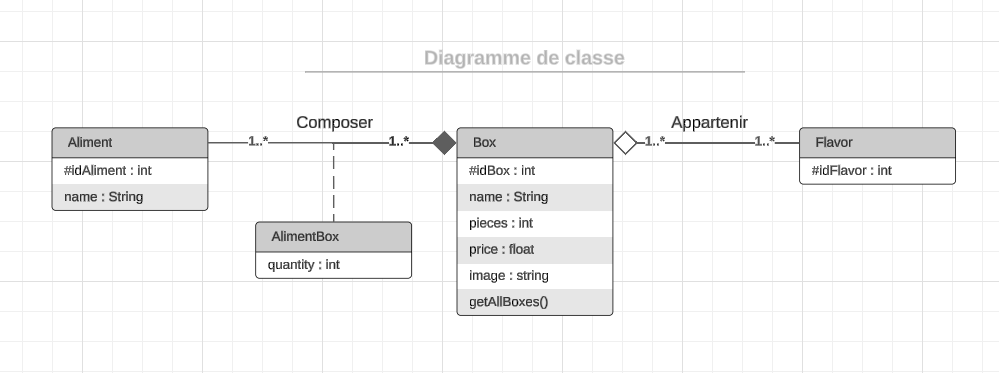 Diagramme de classe
Composer
Appartenir
Aliment
1..*
1..*
Box
1..*
1..*
Flavor
#idAliment : int
name : String
#idBox : int
name : String
pieces : int
price : float
image : string
getAllBoxes()
#idFlavor : int
AlimentBox
quantity : int